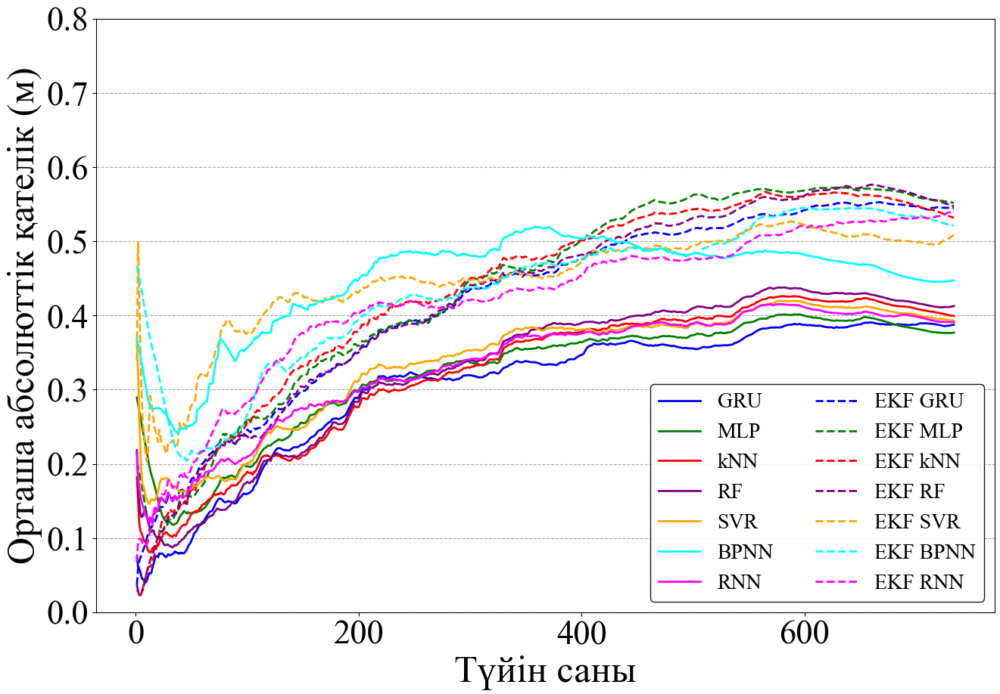 Орташа абсолюттік қателік (м)
0.8
0.7
0.6
0.5
0.4
0.3
0.2
0.1
0.0
0
200
400
600
Түйін саны
GRU
MLP
kNN
RF
SVR
BPNN
RNN
EKF GRU
EKF MLP
EKF kNN
EKF RF
EKF SVR
EKF BPNN
EKF RNN